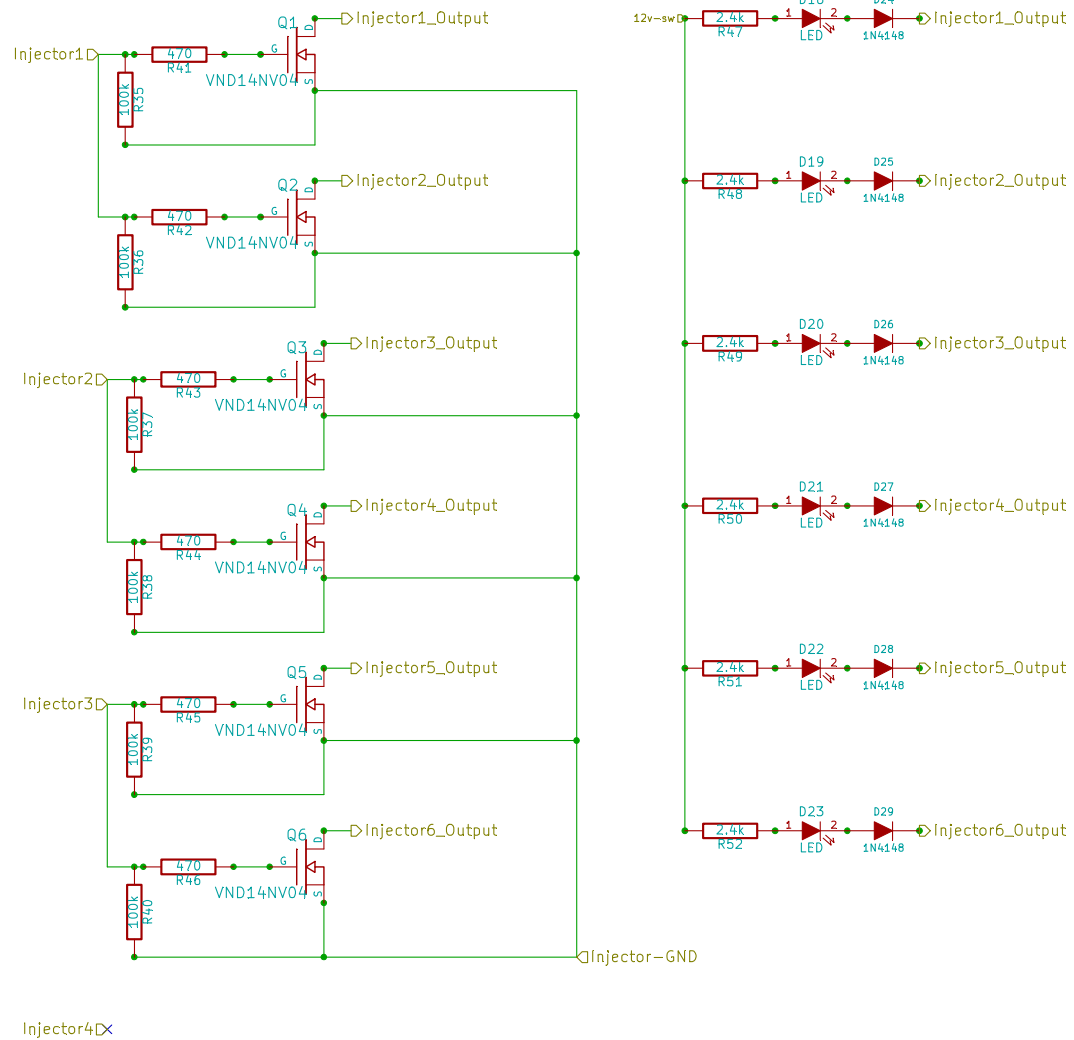 Q1
Injector1_Output
G
D
S
Injector1
470
R41
VND14NV04
100k
R35
Q2
Injector2_Output
G
D
S
470
R42
VND14NV04
100k
R36
Q3
Injector3_Output
G
D
S
Injector2
470
R43
VND14NV04
100k
R37
Q4
Injector4_Output
G
D
S
470
R44
VND14NV04
100k
R38
Q5
Injector5_Output
G
D
S
Injector3
470
R45
VND14NV04
100k
R39
Q6
Injector6_Output
G
D
S
470
R46
VND14NV04
100k
R40
Injector-GND
Injector4
12v-sw
2.4k
R47
1
D18
2
LED
D24
1N4148
Injector1_Output
2.4k
R48
1
D19
2
LED
D25
1N4148
Injector2_Output
2.4k
R49
1
D20
2
LED
D26
1N4148
Injector3_Output
2.4k
R50
1
D21
2
LED
D27
1N4148
Injector4_Output
2.4k
R51
1
D22
2
LED
D28
1N4148
Injector5_Output
2.4k
R52
1
D23
2
LED
D29
1N4148
Injector6_Output